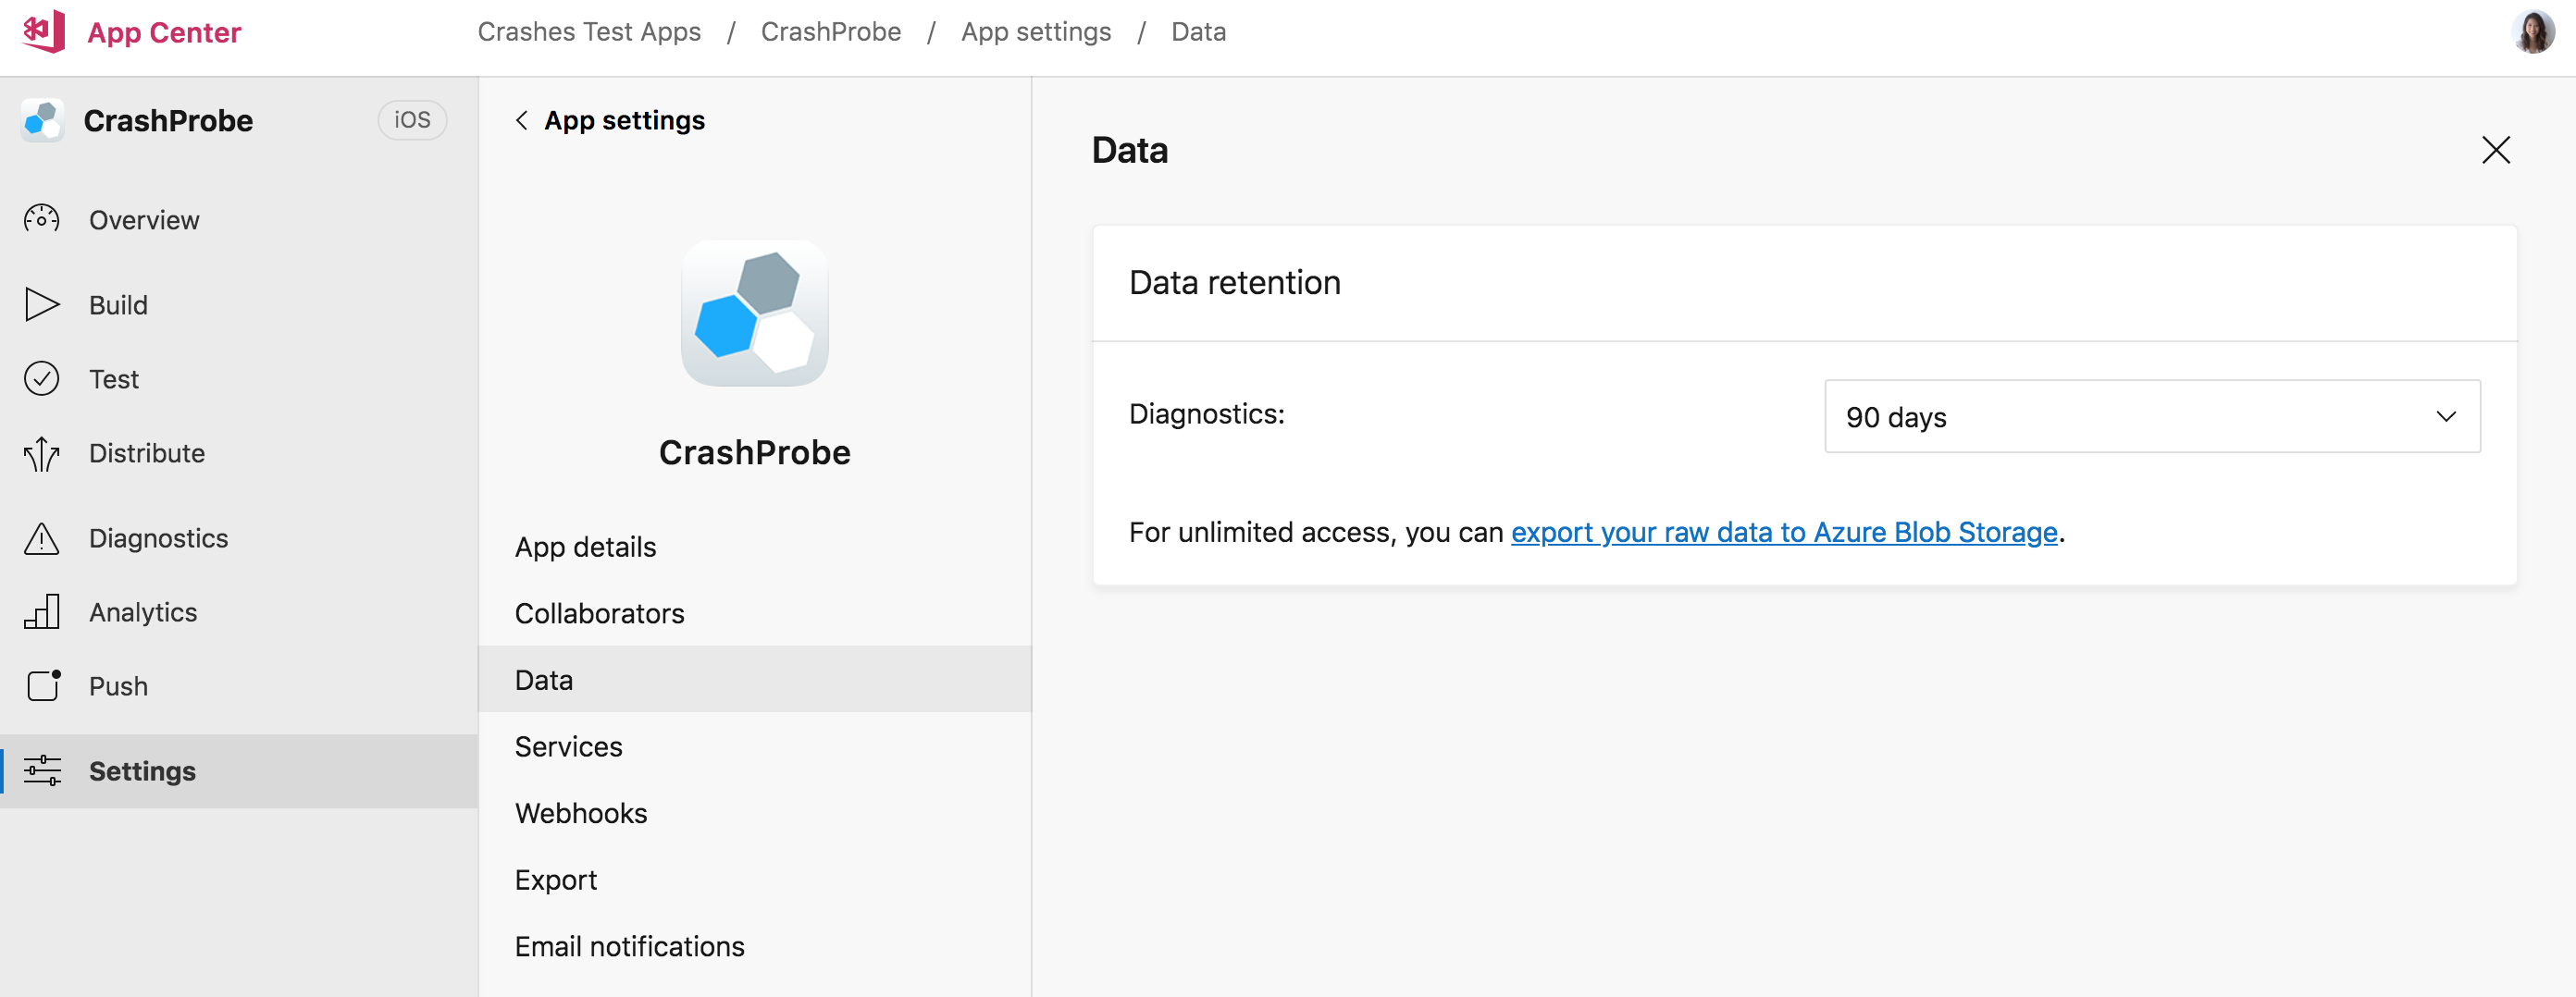 App Center
Crashes Test Apps / CrashProbe / App settings / Data
CrashProbe
iOS
Overview
Build
Test
Distribute
Diagnostics
Analytics
Push
Settings
App settings
CrashProbe
App details
Collaborators
Data
Services
Webhooks
Export
Email notifications
Data
Data retention
Diagnostics:
90 days
For unlimited access, you can export your raw data to Azure Blob Storage.